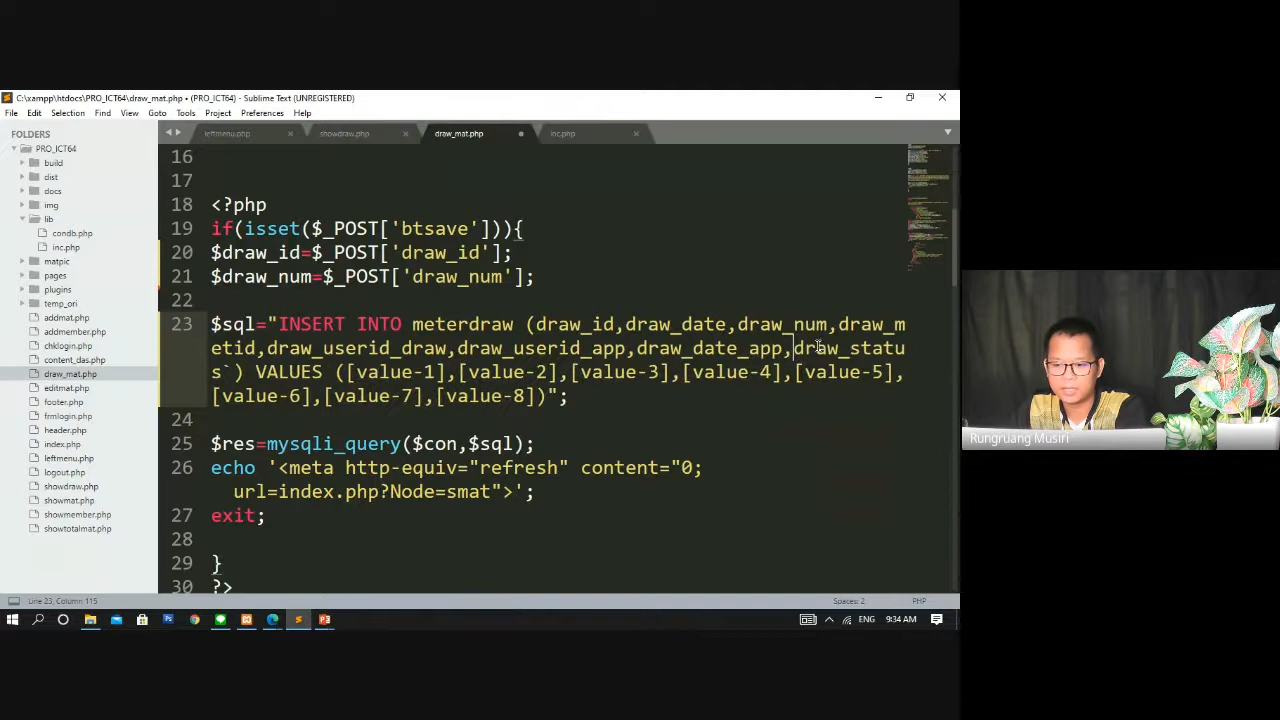 C:\xampp\htdocs\PRO_ICT64\draw_mat.php • (PRO_ICT64) - Sublime Text (UNREGISTERED)
File Edit Selection Find View Goto Tools Project Preferences Help
FOLDERS
PRO_ICT64
build
dist
docs
img
lib
condb.php
inc.php
matpic
pages
plugins
temp_ori
addmat.php
addmember.php
chklogin.php
content_das.php
draw_mat.php
editmat.php
footer.php
frmlogin.php
header.php
index.php
leftmenu.php
logout.php
showdraw.php
showmat.php
showmember.php
showtotalmat.php
leftmenu.php showdraw.php draw_mat.php inc.php
16
17
18 <?php
19 if(isset($_POST['btsave'])){
20 $draw_id=$_POST['draw_id'];
21 $draw_num=$_POST['draw_num'];
22
23 $sql="INSERT INTO meterdraw (draw_id,draw_date,draw_num,draw_m
etid,draw_userid_draw,draw_userid_app,draw_date_app,draw_statu
s`) VALUES ([value-1],[value-2],[value-3],[value-4],[value-5],
[value-6],[value-7],[value-8])";
24
25 $res=mysqli_query($con,$sql);
26 echo '<meta http-equiv="refresh" content="0;
url=index.php?Node=smat">';
27 exit;
28
29 }
30 ?>
Line 23, Column 115 Spaces: 2 PHP
ENG 9:34 AM
Rungruang Musiri